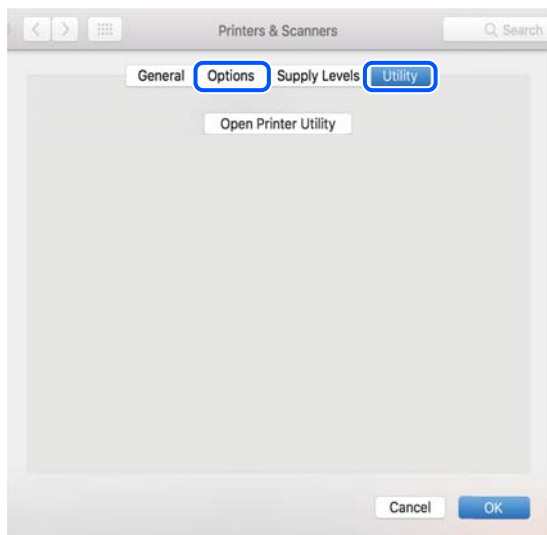 Printers & Scanners Search
General Options Supply Levels Utility
Open Printer Utility
Cancel OK